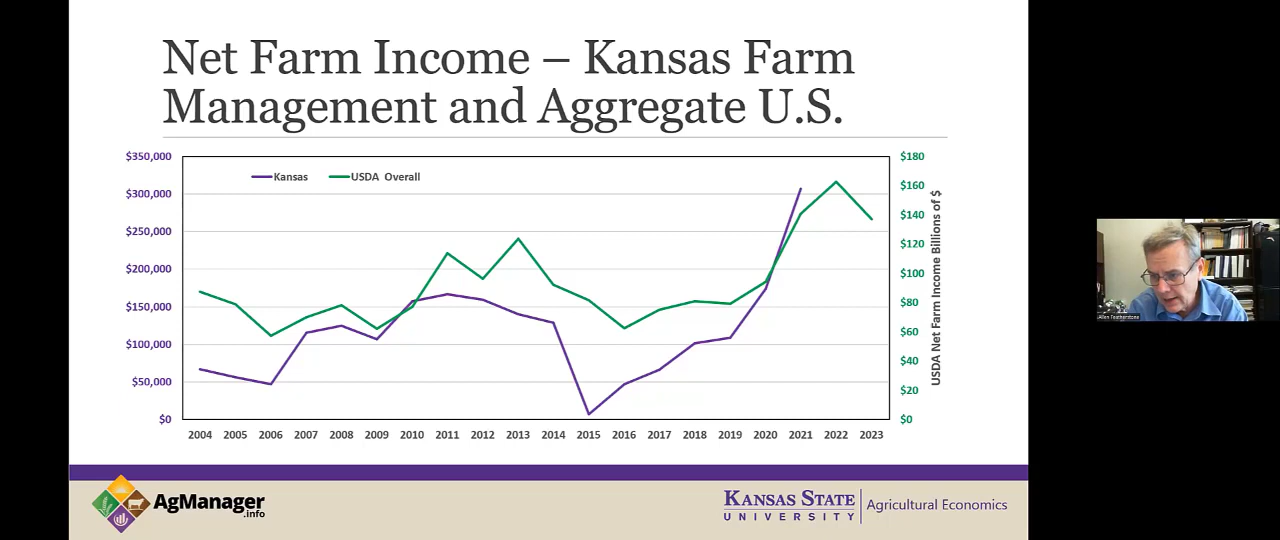 Net Farm Income – Kansas Farm
Management and Aggregate U.S.
$350,000
$300,000
$250,000
$200,000
$150,000
$100,000
$50,000
$0
Kansas
USDA Overall
$180
$160
$140
$120
$100
$80
$60
$40
$20
$0
USDA Net Farm Income Billions of $
2004 2005 2006 2007 2008 2009 2010 2011 2012 2013 2014 2015 2016 2017 2018 2019 2020 2021 2022 2023
AgManager
.info
KANSAS STATE
UNIVERSITY
Agricultural Economics
Allen Featherstone